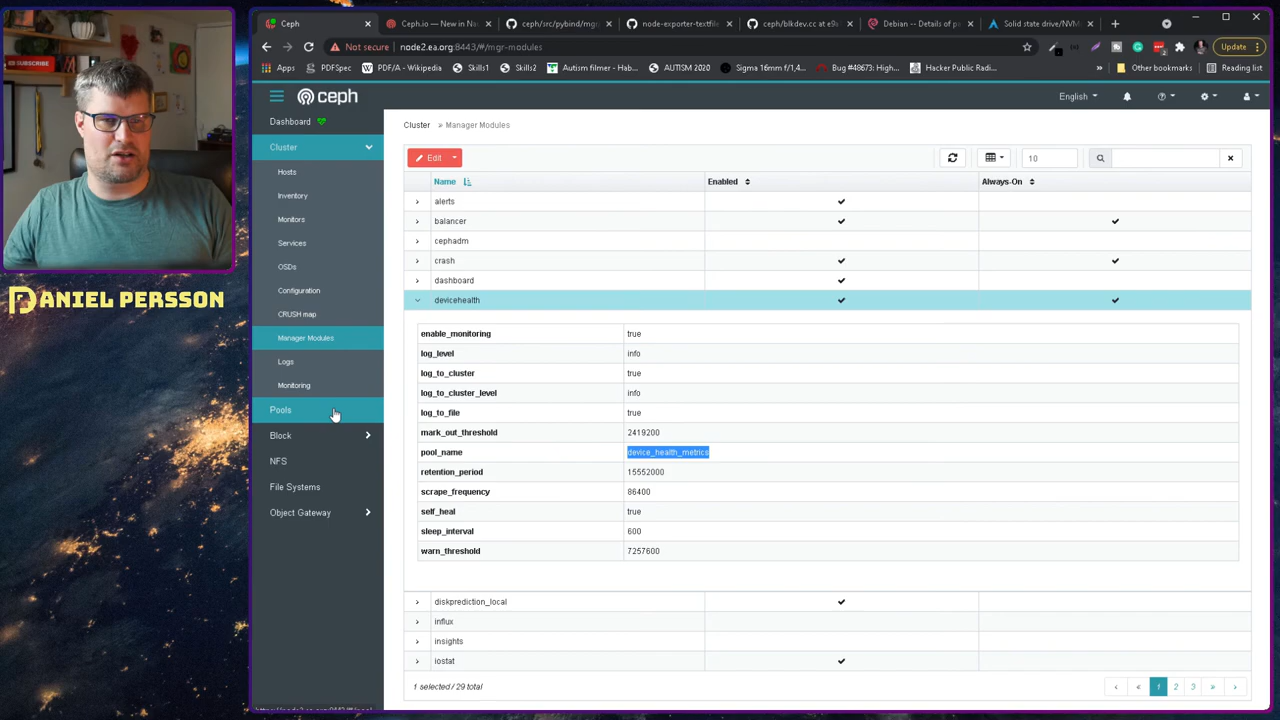 SUBSCRIBE
DANIEL PERSSON
Ceph
Ceph.io — New in N
ceph/src/pybind/mgr
node-exporter-textfil
ceph/blkdev.cc at e9
Debian -- Details of p
Solid state drive/NVM
Not secure
node2.ea.org:8443/#/mgr-modules
Update
Apps
PDFSpec
PDF/A - Wikipedia
Skills1
Skills2
Autism filmer - Hab...
AUTISM 2020
Sigma 16mm f/1,4...
Bug #48673: High...
Hacker Book, Radi...
Other bookmarks
Reading list
ceph
English
Dashboard
Cluster
Hosts
Inventory
Monitors
Services
OSDs
Configuration
CRUSH map
Manager Modules
Logs
Monitoring
Pools
Block
NFS
File Systems
Object Gateway
Cluster » Manager Modules
Edit
10
Name Enabled Always-On
alerts
balancer
cephadm
crash
dashboard
devicehealth
enable_monitoring true
log_level info
log_to_cluster true
log_to_cluster_level info
log_to_file true
mark_out_threshold 2419200
pool_name device_health_metrics
retention_period 15552000
scrape_frequency 86400
self_heal true
sleep_interval 600
warn_threshold 7257600
diskprediction_local
influx
insights
iostat
1 selected / 29 total
‹ « 1 2 3 » ›